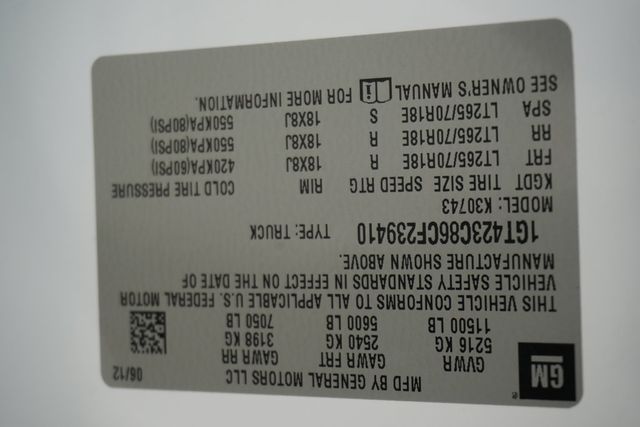 MFD BY GENERAL MOTORS LLC 06/12
GM
GVWR GAWR FRT GAWR RR
5216 KG 2540 KG 3198 KG
11500 LB 5600 LB 7050 LB
THIS VEHICLE CONFORMS TO ALL APPLICABLE U.S. FEDERAL MOTOR
VEHICLE SAFETY STANDARDS IN EFFECT ON THE DATE OF
MANUFACTURE SHOWN ABOVE.
1GT423C86CF239410 TYPE: TRUCK
MODEL: K30743
KGDT TIRE SIZE SPEED RTG RIM COLD TIRE PRESSURE
FRT LT265/70R18E R 18X8J 420KPA(60PSI)
RR LT265/70R18E R 18X8J 550KPA(80PSI)
SPA LT265/70R18E S 18X8J 550KPA(80PSI)
SEE OWNER'S MANUAL FOR MORE INFORMATION.